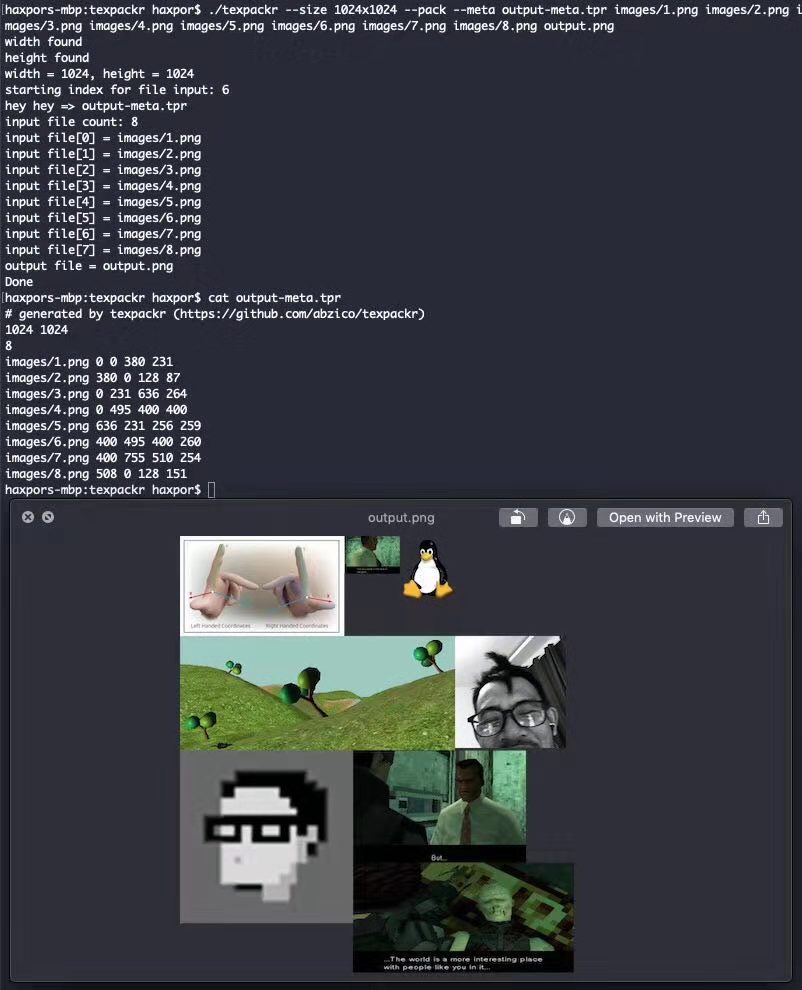 haxpors-mbp:texpackr haxpor$ ./texpackr --size 1024x1024 --pack --meta output-meta.tpr images/1.png images/2.png i
mages/3.png images/4.png images/5.png images/6.png images/7.png images/8.png output.png
width found
height found
width = 1024, height = 1024
starting index for file input: 6
hey hey => output-meta.tpr
input file count: 8
input file[0] = images/1.png
input file[1] = images/2.png
input file[2] = images/3.png
input file[3] = images/4.png
input file[4] = images/5.png
input file[5] = images/6.png
input file[6] = images/7.png
input file[7] = images/8.png
output file = output.png
Done
haxpors-mbp:texpackr haxpor$ cat output-meta.tpr
# generated by texpackr (https://github.com/abzico/texpackr)
1024 1024
8
images/1.png 0 0 380 231
images/2.png 380 0 128 87
images/3.png 0 231 636 264
images/4.png 0 495 400 400
images/5.png 636 231 256 259
images/6.png 400 495 400 260
images/7.png 400 755 510 254
images/8.png 508 0 128 151
haxpors-mbp:texpackr haxpor$
output.png
Open with Preview
Left Handed Coordinates
Right Handed Coordinates
But...
...The world is a more interesting place
with people like you in it...